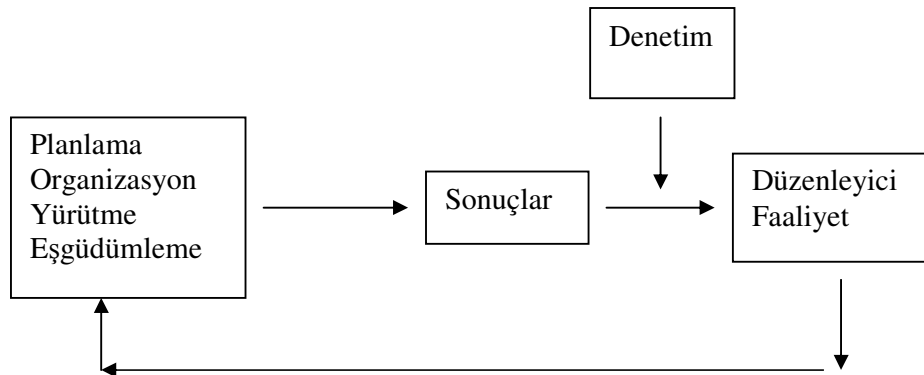 Denetim
Planlama
Organizasyon
Yürütme
Eşgüdümleme
Sonuçlar
Düzenleyici
Faaliyet